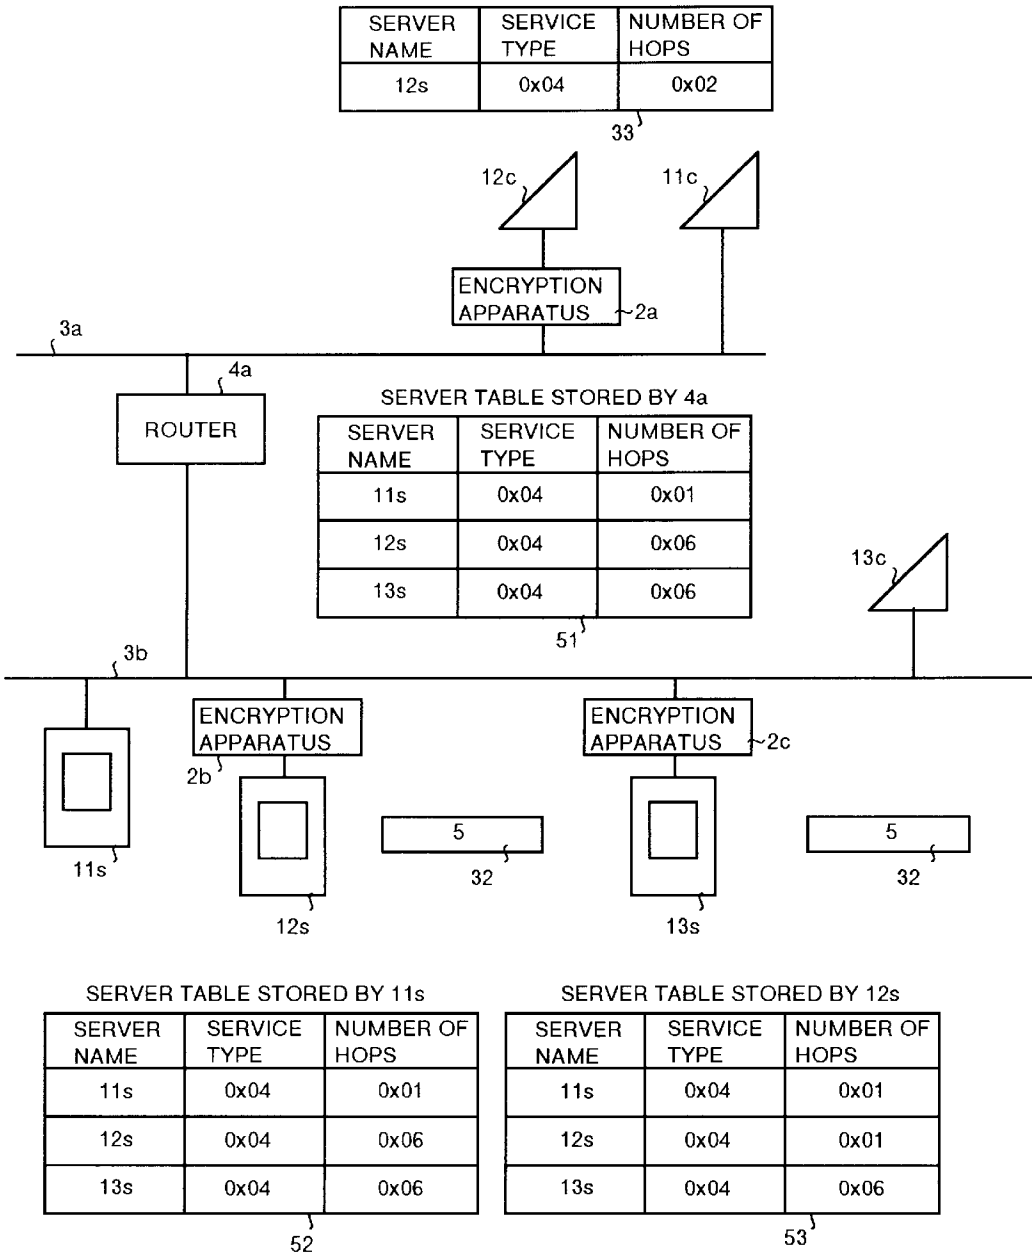 SERVER NAME SERVICE TYPE NUMBER OF HOPS
12s 0x04 0x02
33
12c 11c
ENCRYPTION APPARATUS
2a
3a
4a
ROUTER
SERVER TABLE STORED BY 4a
SERVER NAME SERVICE TYPE NUMBER OF HOPS
11s 0x04 0x01
12s 0x04 0x06
13s 0x04 0x06
51
13c
3b
ENCRYPTION APPARATUS
2b
ENCRYPTION APPARATUS
2c
11s
12s
5
32
13s
5
32
SERVER TABLE STORED BY 11s
SERVER NAME SERVICE TYPE NUMBER OF HOPS
11s 0x04 0x01
12s 0x04 0x06
13s 0x04 0x06
52
SERVER TABLE STORED BY 12s
SERVER NAME SERVICE TYPE NUMBER OF HOPS
11s 0x04 0x01
12s 0x04 0x01
13s 0x04 0x06
53